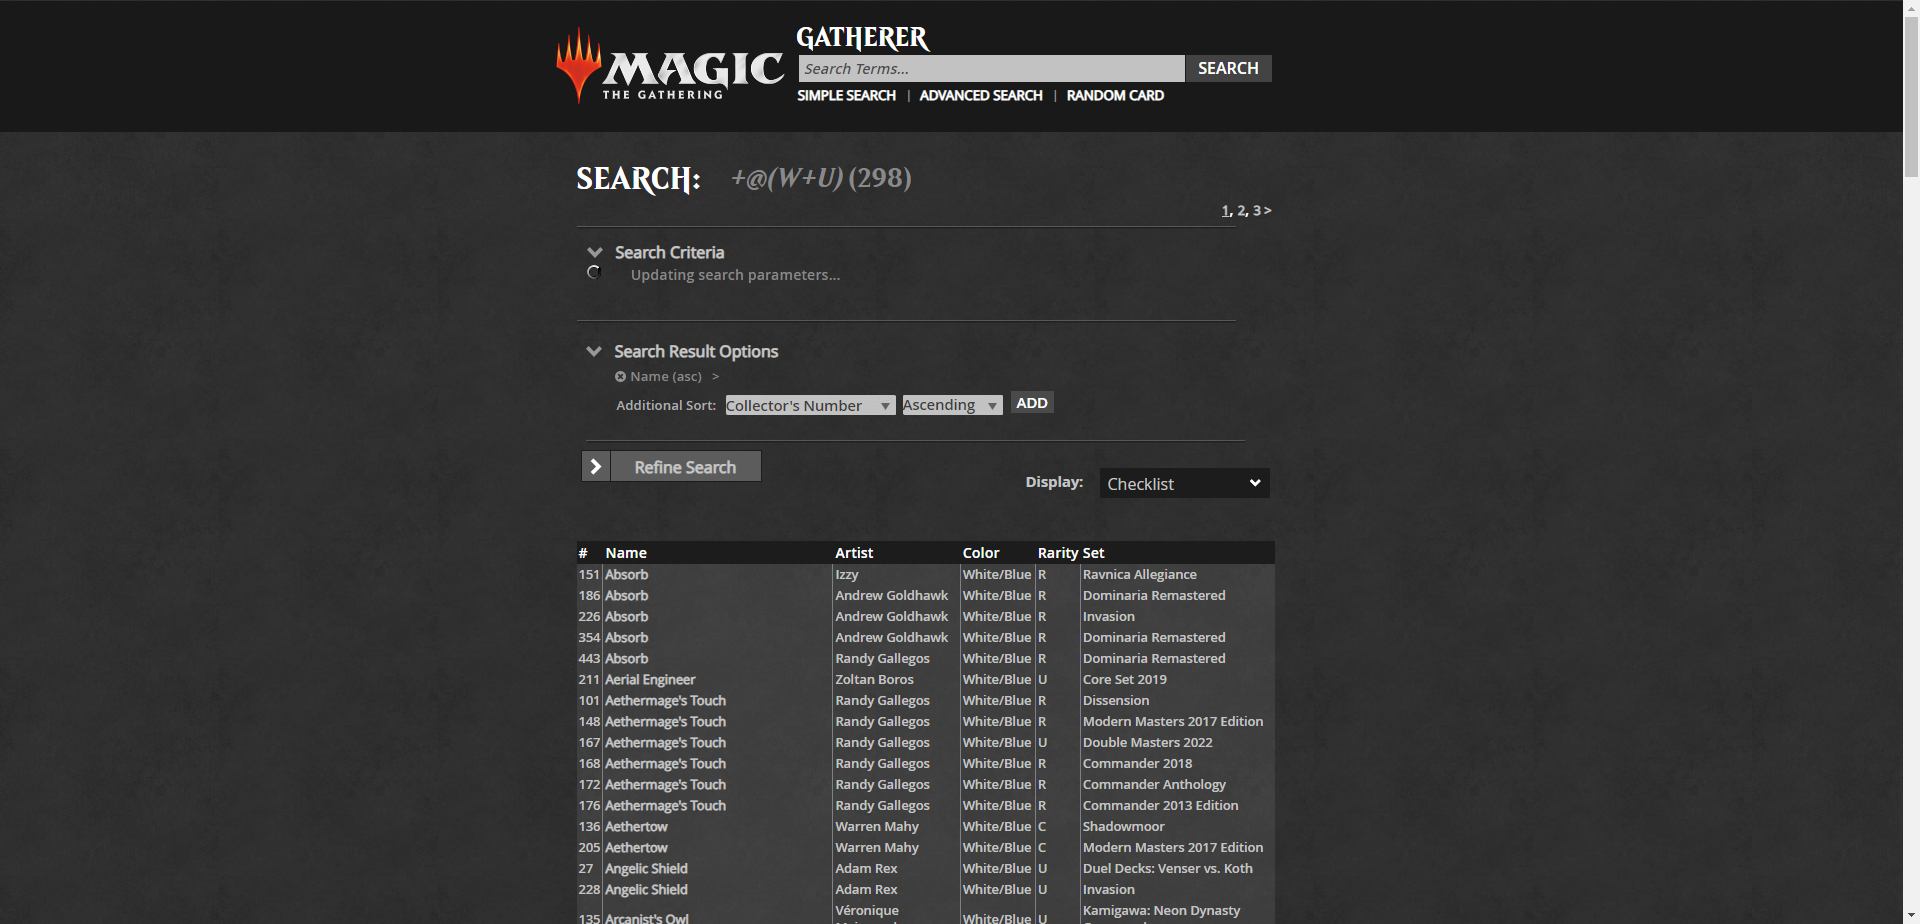 GATHERER
MAGIC
THE GATHERING
Search Terms...
SEARCH
SIMPLE SEARCH | ADVANCED SEARCH | RANDOM CARD
SEARCH: +@(W+U) (298)
1, 2, 3 >
Search Criteria
Updating search parameters...
Search Result Options
Name (asc) >
Additional Sort: Collector's Number Ascending ADD
Refine Search
Display: Checklist
# Name Artist Color Rarity Set
151 Absorb Izzy White/Blue R Ravnica Allegiance
186 Absorb Andrew Goldhawk White/Blue R Dominaria Remastered
226 Absorb Andrew Goldhawk White/Blue R Invasion
354 Absorb Andrew Goldhawk White/Blue R Dominaria Remastered
443 Absorb Randy Gallegos White/Blue R Dominaria Remastered
211 Aerial Engineer Zoltan Boros White/Blue U Core Set 2019
101 Aethermage's Touch Randy Gallegos White/Blue R Dissension
148 Aethermage's Touch Randy Gallegos White/Blue R Modern Masters 2017 Edition
167 Aethermage's Touch Randy Gallegos White/Blue U Double Masters 2022
168 Aethermage's Touch Randy Gallegos White/Blue R Commander 2018
172 Aethermage's Touch Randy Gallegos White/Blue R Commander Anthology
176 Aethermage's Touch Randy Gallegos White/Blue R Commander 2013 Edition
136 Aethertow Warren Mahy White/Blue C Shadowmoor
205 Aethertow Warren Mahy White/Blue C Modern Masters 2017 Edition
27 Angelic Shield Adam Rex White/Blue U Duel Decks: Venser vs. Koth
228 Angelic Shield Adam Rex White/Blue U Invasion
Véronique Kamigawa: Neon Dynasty
135 Arcanist's Owl White/Blue U